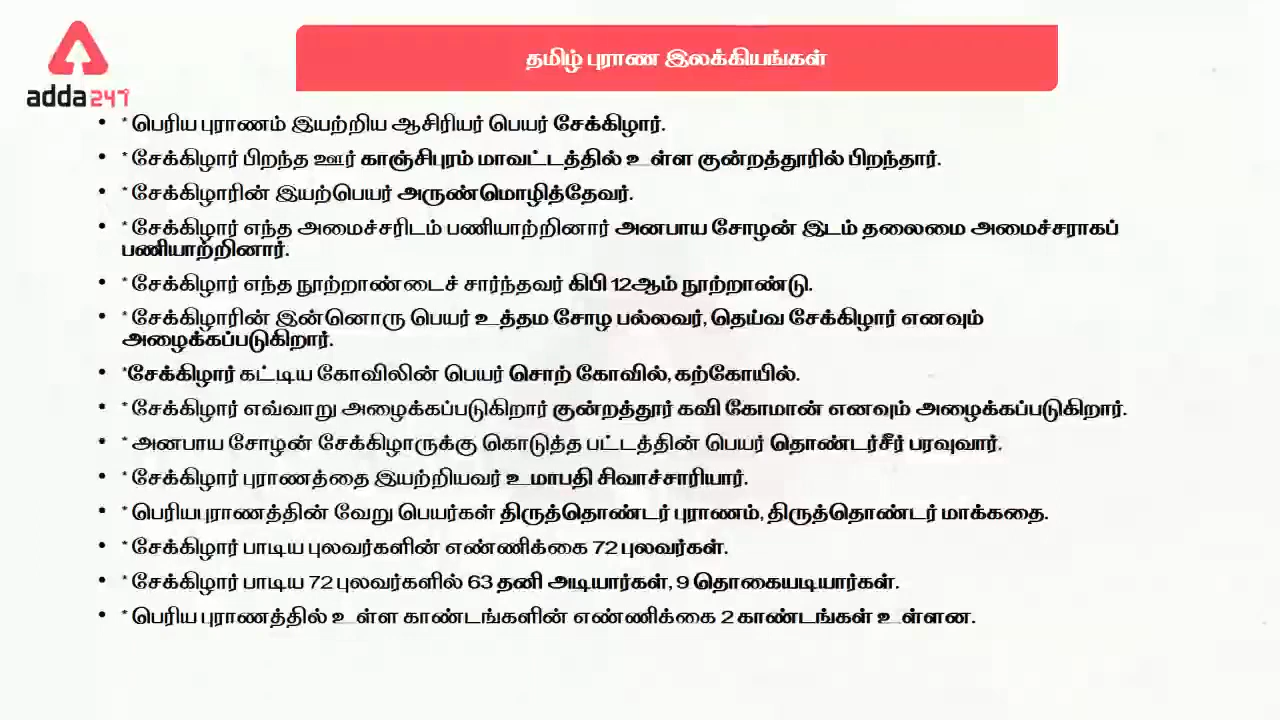 adda247
தமிழ் புராண இலக்கியங்கள்
• * பெரிய புராணம் இயற்றிய ஆசிரியர் பெயர் சேக்கிழார்.
• * சேக்கிழார் பிறந்த ஊர் காஞ்சிபுரம் மாவட்டத்தில் உள்ள குன்றத்தூரில் பிறந்தார்.
• * சேக்கிழாரின் இயற்பெயர் அருண்மொழித்தேவர்.
• * சேக்கிழார் எந்த அமைச்சரிடம் பணியாற்றினார் அனபாய சோழன் இடம் தலைமை அமைச்சராகப்
பணியாற்றினார்.
• * சேக்கிழார் எந்த நூற்றாண்டைச் சார்ந்தவர் கிபி 12ஆம் நூற்றாண்டு.
• * சேக்கிழாரின் இன்னொரு பெயர் உத்தம சோழ பல்லவர், தெய்வ சேக்கிழார் எனவும்
அழைக்கப்படுகிறார்.
• *சேக்கிழார் கட்டிய கோவிலின் பெயர் சொற் கோவில், கற்கோயில்.
• * சேக்கிழார் எவ்வாறு அழைக்கப்படுகிறார் குன்றத்தூர் கவி கோமான் எனவும் அழைக்கப்படுகிறார்.
• * அனபாய சோழன் சேக்கிழாருக்கு கொடுத்த பட்டத்தின் பெயர் தொண்டர்சீர் பரவுவார்.
• * சேக்கிழார் புராணத்தை இயற்றியவர் உமாபதி சிவாச்சாரியார்.
• * பெரியபுராணத்தின் வேறு பெயர்கள் திருத்தொண்டர் புராணம், திருத்தொண்டர் மாக்கதை.
• * சேக்கிழார் பாடிய புலவர்களின் எண்ணிக்கை 72 புலவர்கள்.
• * சேக்கிழார் பாடிய 72 புலவர்களில் 63 தனி அடியார்கள், 9 தொகையடியார்கள்.
• * பெரிய புராணத்தில் உள்ள காண்டங்களின் எண்ணிக்கை 2 காண்டங்கள் உள்ளன.